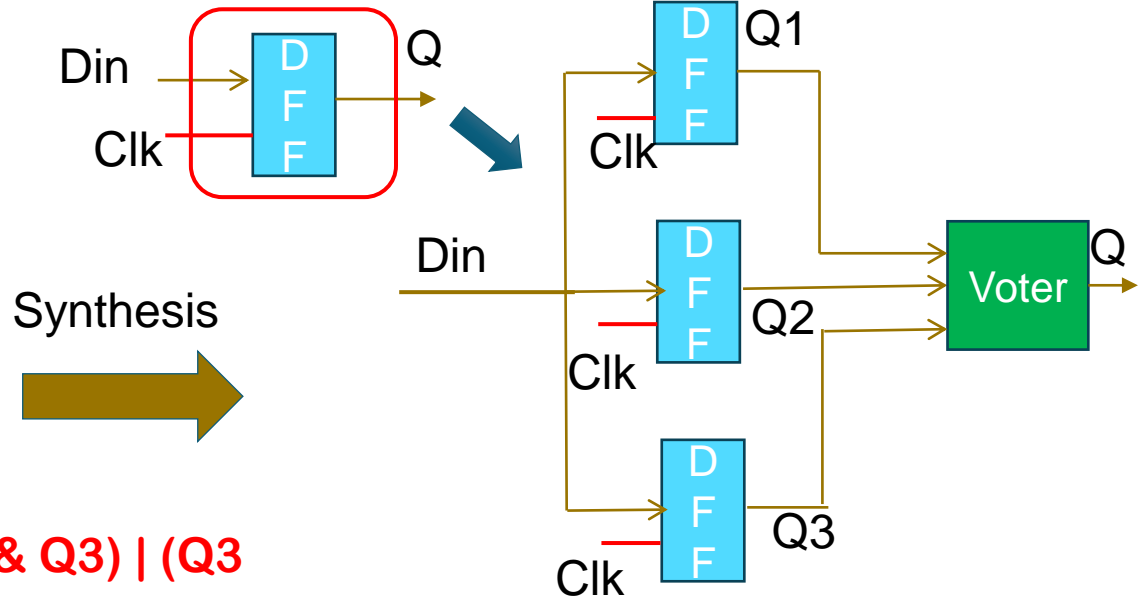 Din
Clk
D
F
F
Q
Synthesis
& Q3) | (Q3
Din
D
F
F
Q1
Clk
D
F
F
Q2
Clk
D
F
F
Q3
Clk
Voter
Q